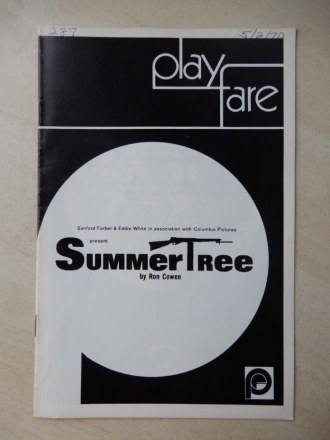 237
5/2/70
play
fare
Sanford Farber & Eddie White in association with Columbia Pictures
present
SUMMERTREE
by Ron Cowen